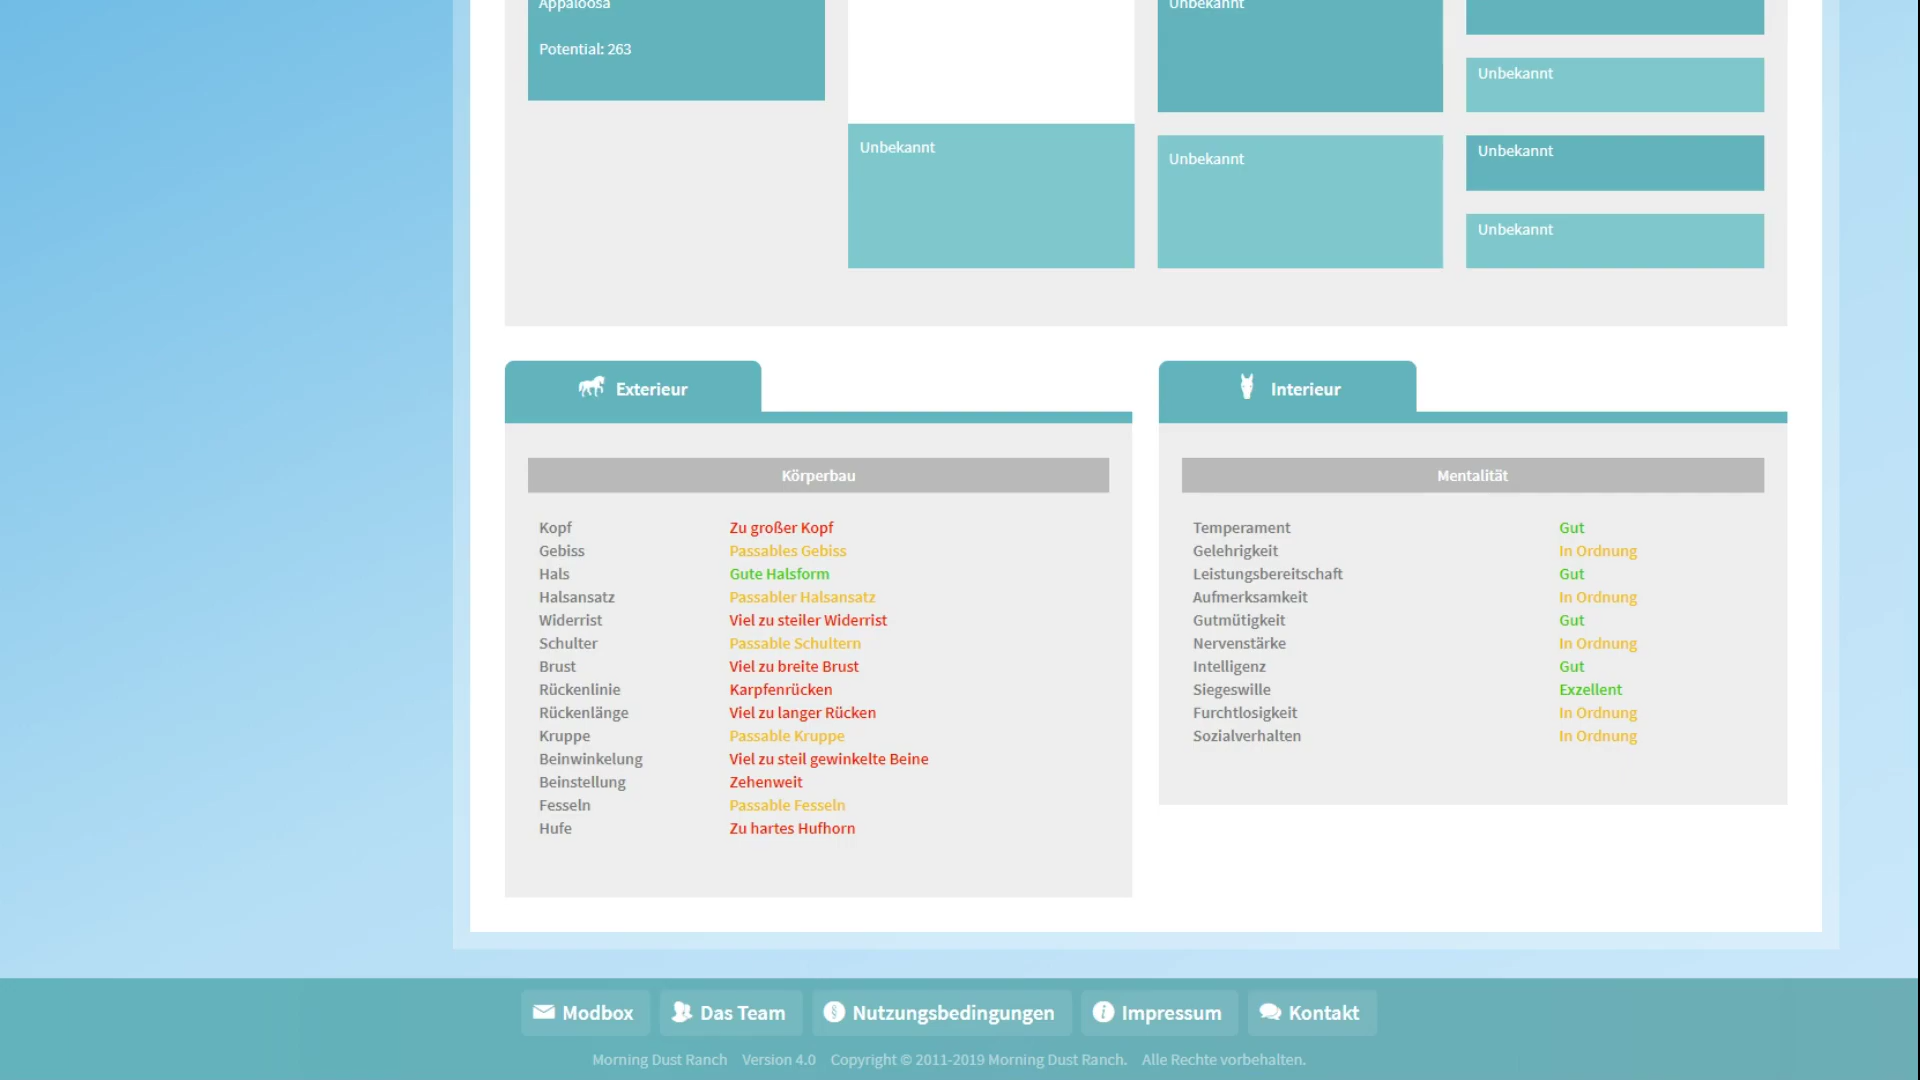 Appaloosa
Potential: 263
Unbekannt
Unbekannt
Unbekannt
Unbekannt
Unbekannt
Unbekannt
Exterieur
Körperbau
Kopf Zu großer Kopf
Gebiss Passables Gebiss
Hals Gute Halsform
Halsansatz Passabler Halsansatz
Widerrist Viel zu steiler Widerrist
Schulter Passable Schultern
Brust Viel zu breite Brust
Rückenlinie Karpfenrücken
Rückenlänge Viel zu langer Rücken
Kruppe Passable Kruppe
Beinwinkelung Viel zu steil gewinkelte Beine
Beinstellung Zehenweit
Fesseln Passable Fesseln
Hufe Zu hartes Hufhorn
Interieur
Mentalität
Temperament Gut
Gelehrigkeit In Ordnung
Leistungsbereitschaft Gut
Aufmerksamkeit In Ordnung
Gutmütigkeit Gut
Nervenstärke In Ordnung
Intelligenz Gut
Siegeswille Exzellent
Furchtlosigkeit In Ordnung
Sozialverhalten In Ordnung
Modbox Das Team Nutzungsbedingungen Impressum Kontakt
Morning Dust Ranch Version 4.0 Copyright © 2011-2019 Morning Dust Ranch. Alle Rechte vorbehalten.